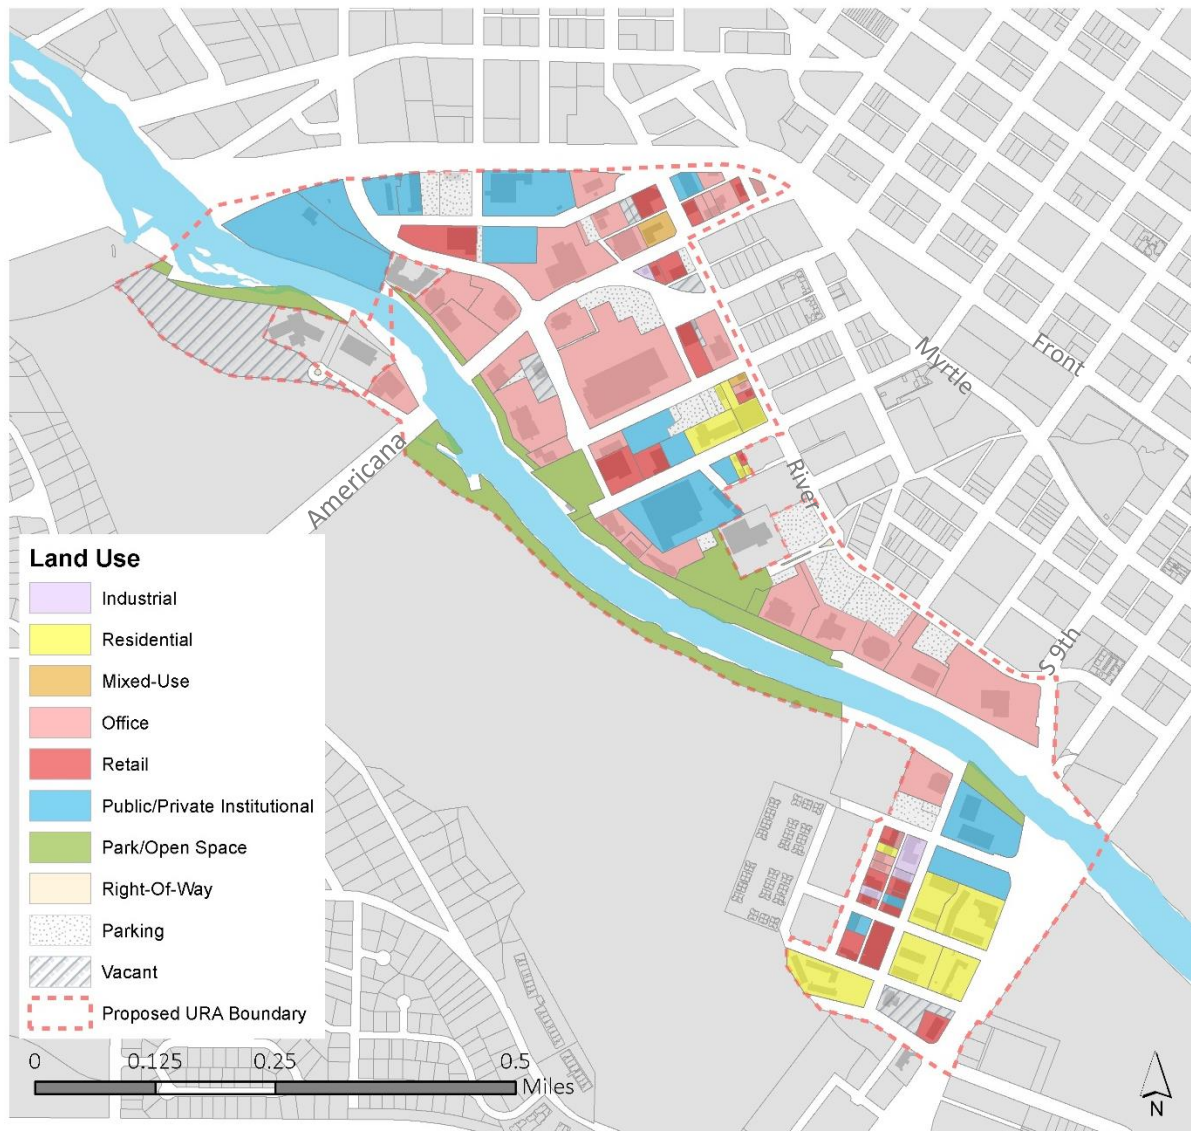 Myrtle
Front
Americana
River
S 9th
Land Use
Industrial
Residential
Mixed-Use
Office
Retail
Public/Private Institutional
Park/Open Space
Right-Of-Way
Parking
Vacant
Proposed URA Boundary
0 0.125 0.25 0.5
Miles
N